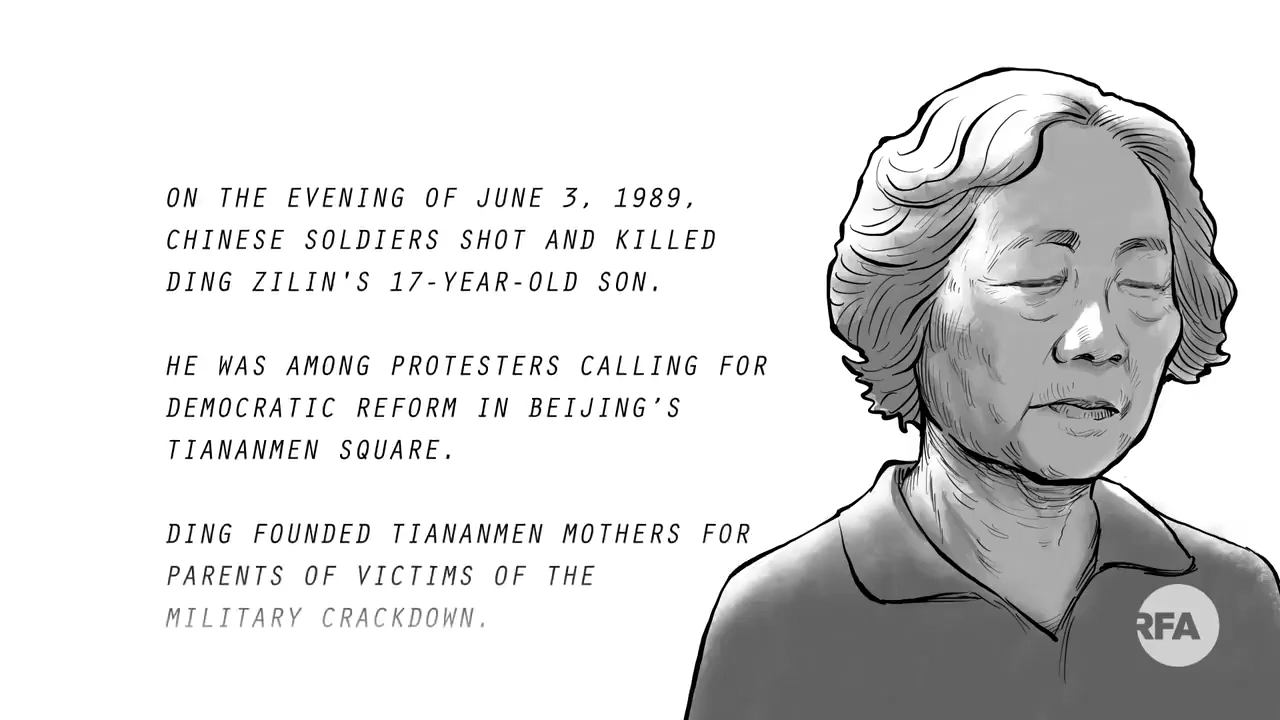 ON THE EVENING OF JUNE 3, 1989,
CHINESE SOLDIERS SHOT AND KILLED
DING ZILIN'S 17-YEAR-OLD SON.
HE WAS AMONG PROTESTERS CALLING FOR
DEMOCRATIC REFORM IN BEIJING’S
TIANANMEN SQUARE.
DING FOUNDED TIANANMEN MOTHERS FOR
PARENTS OF VICTIMS OF THE
MILITARY CRACKDOWN.
RFA